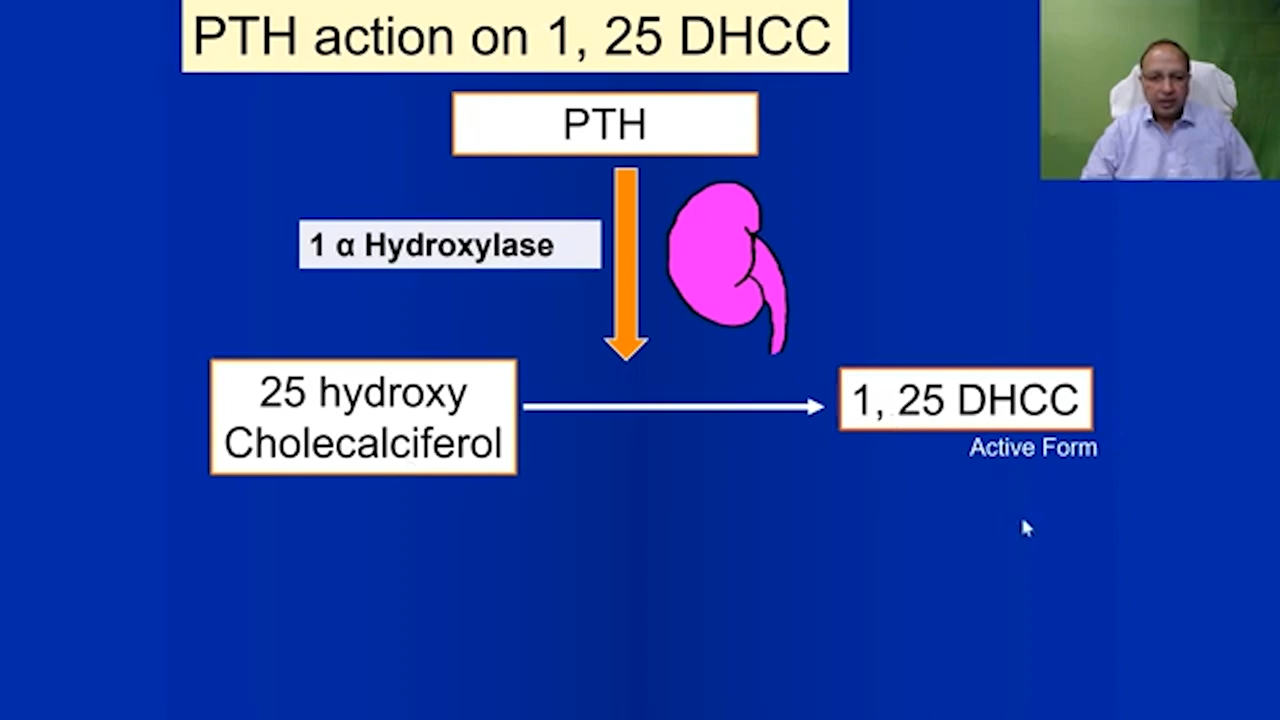 PTH action on 1, 25 DHCC
PTH
1 α Hydroxylase
25 hydroxy
Cholecalciferol
1, 25 DHCC
Active Form